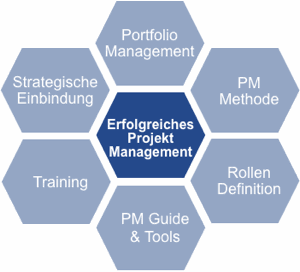 Portfolio
Management
Strategische
Einbindung
PM
Methode
Erfolgreiches
Projekt
Management
Training
Rollen
Definition
PM Guide
& Tools